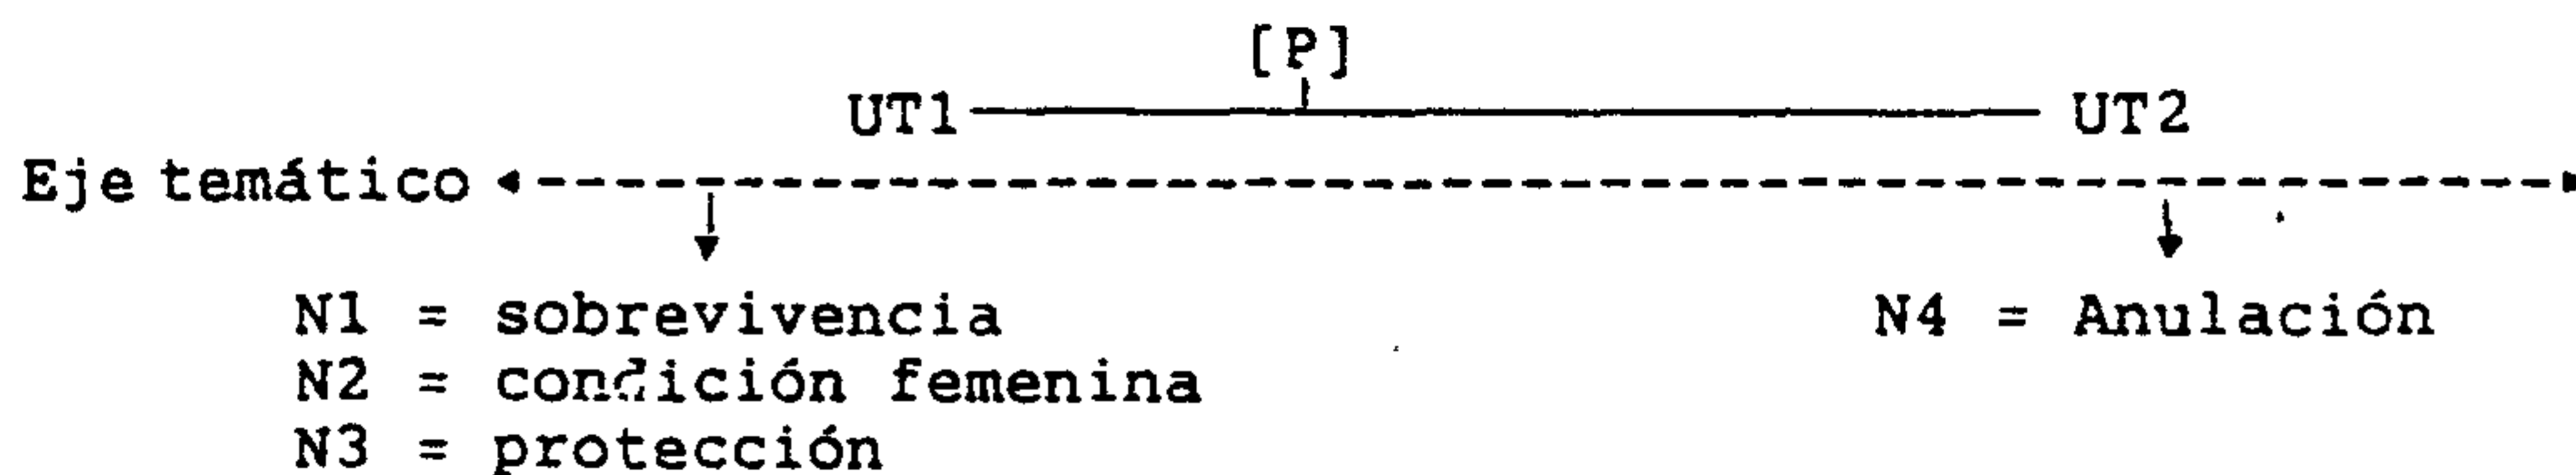 [P]
UT1 UT2
Eje temático
N1 = sobrevivencia N4 = Anulación
N2 = condición femenina
N3 = protección